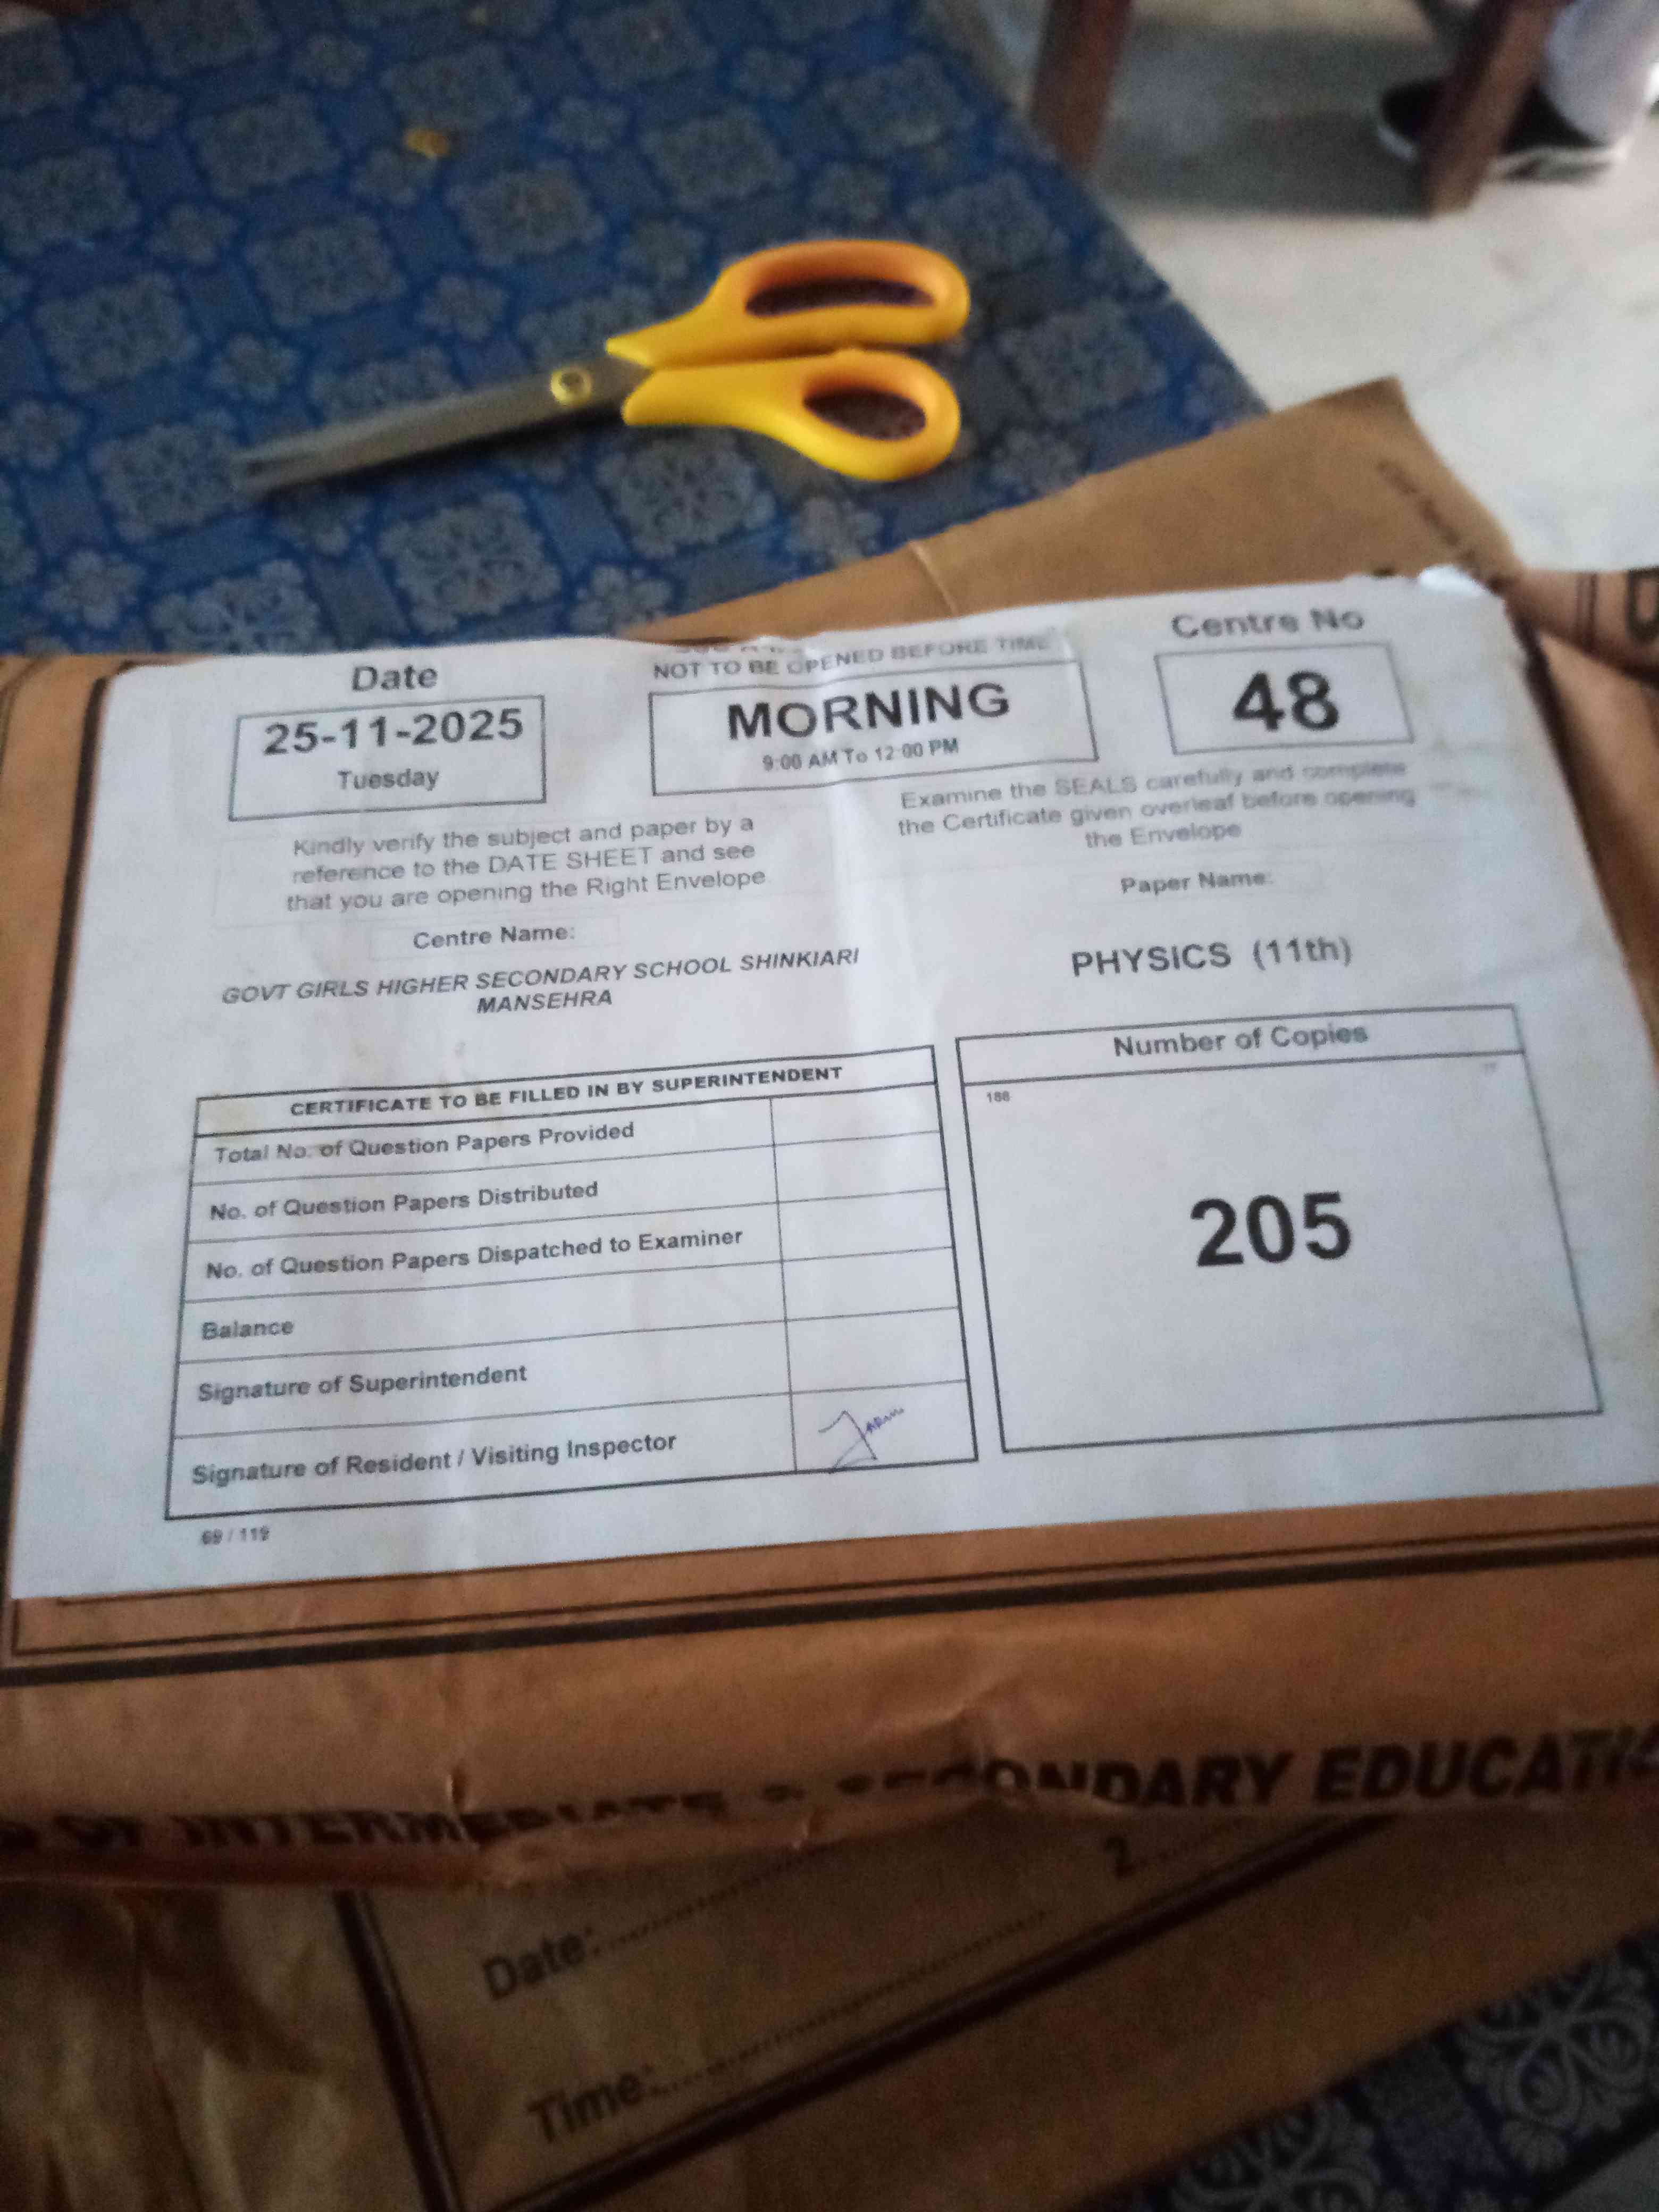 Date
25-11-2025
Tuesday
NOT TO BE OPENED BEFORE TIME
MORNING
9:00 AM To 12:00 PM
Centre No
48
Kindly verify the subject and paper by a
reference to the DATE SHEET and see
that you are opening the Right Envelope
Examine the SEALS carefully and complete
the Certificate given overleaf before opening
the Envelope
Centre Name:
GOVT GIRLS HIGHER SECONDARY SCHOOL SHINKIARI
MANSEHRA
Paper Name:
PHYSICS (11th)
CERTIFICATE TO BE FILLED IN BY SUPERINTENDENT
Total No. of Question Papers Provided
No. of Question Papers Distributed
No. of Question Papers Dispatched to Examiner
Balance
Signature of Superintendent
Signature of Resident / Visiting Inspector
69 / 119
Number of Copies
188
205
OF INTERMEDIATE & SECONDARY EDUCATIO
2
Date:
Time: